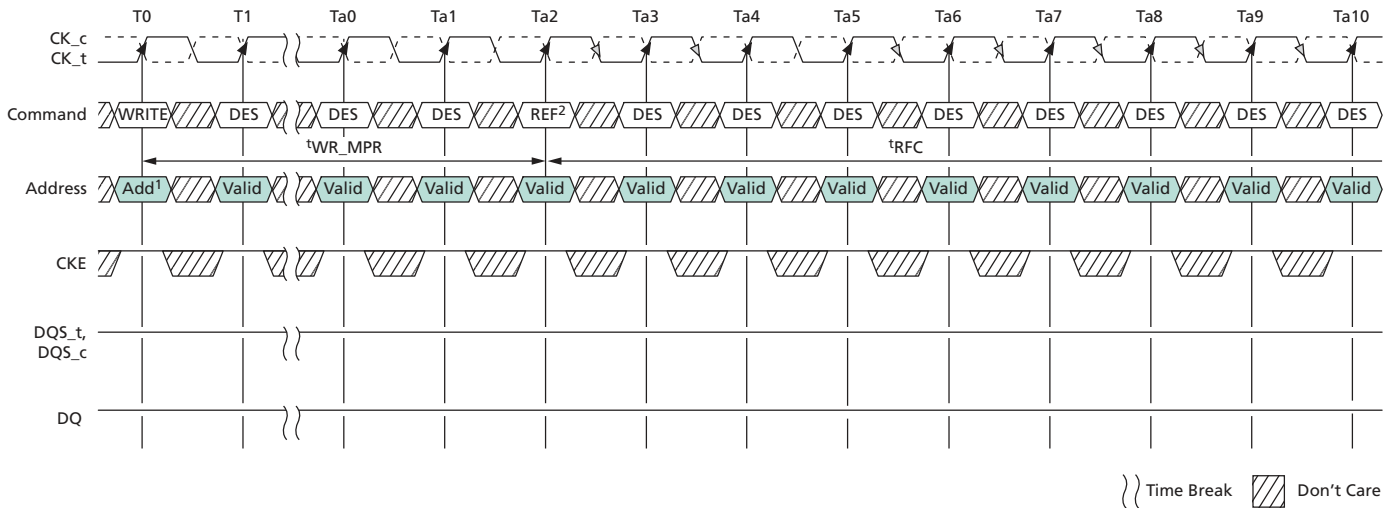 T0 T1 Ta0 Ta1 Ta2 Ta3 Ta4 Ta5 Ta6 Ta7 Ta8 Ta9 Ta10
CK_c
CK_t
Command WRITE DES DES DES REF2 DES DES DES DES DES DES DES DES
tWR_MPR tRFC
Address Add1 Valid Valid Valid Valid Valid Valid Valid Valid Valid Valid Valid Valid
CKE
DQS_t,
DQS_c
DQ
Time Break Don't Care